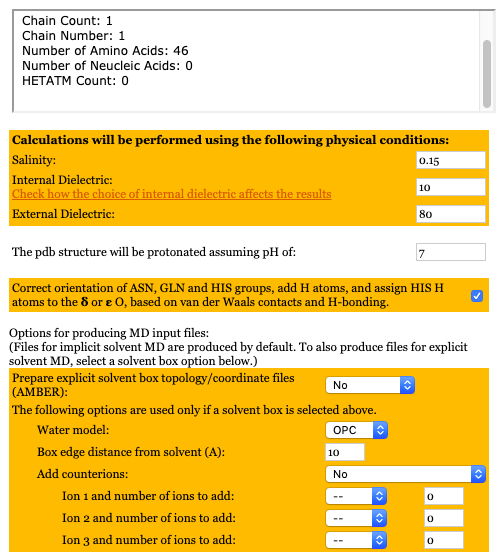 Chain Count: 1
Chain Number: 1
Number of Amino Acids: 46
Number of Neucleic Acids: 0
HETATM Count: 0
Calculations will be performed using the following physical conditions:
Salinity: 0.15
Internal Dielectric:
Check how the choice of internal dielectric affects the results 10
External Dielectric: 80
The pdb structure will be protonated assuming pH of: 7
Correct orientation of ASN, GLN and HIS groups, add H atoms, and assign HIS H
atoms to the δ or ε O, based on van der Waals contacts and H-bonding.
Options for producing MD input files:
(Files for implicit solvent MD are produced by default. To also produce files for explicit
solvent MD, select a solvent box option below.)
Prepare explicit solvent box topology/coordinate files
(AMBER): No
The following options are used only if a solvent box is selected above.
Water model: OPC
Box edge distance from solvent (A): 10
Add counterions: No
Ion 1 and number of ions to add: -- 0
Ion 2 and number of ions to add: -- 0
Ion 3 and number of ions to add: -- 0